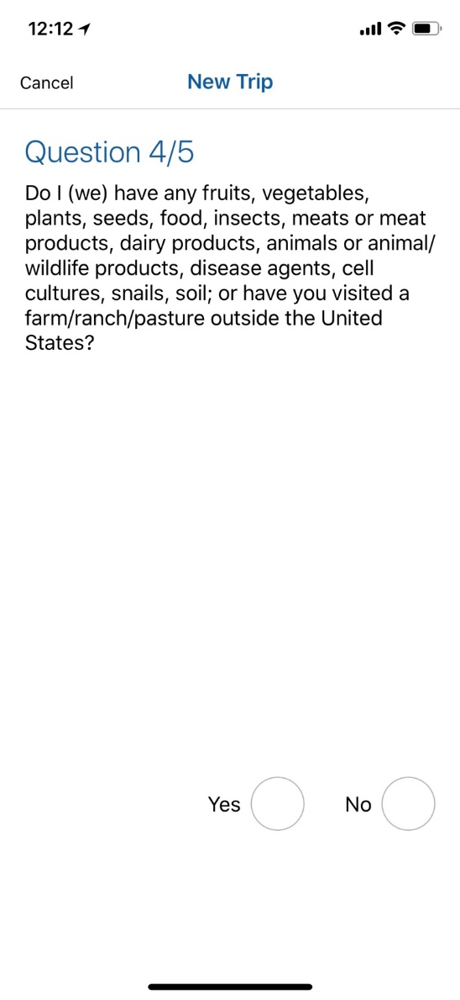 12:12
Cancel
New Trip
Question 4/5
Do I (we) have any fruits, vegetables,
plants, seeds, food, insects, meats or meat
products, dairy products, animals or animal/
wildlife products, disease agents, cell
cultures, snails, soil; or have you visited a
farm/ranch/pasture outside the United
States?
Yes
No